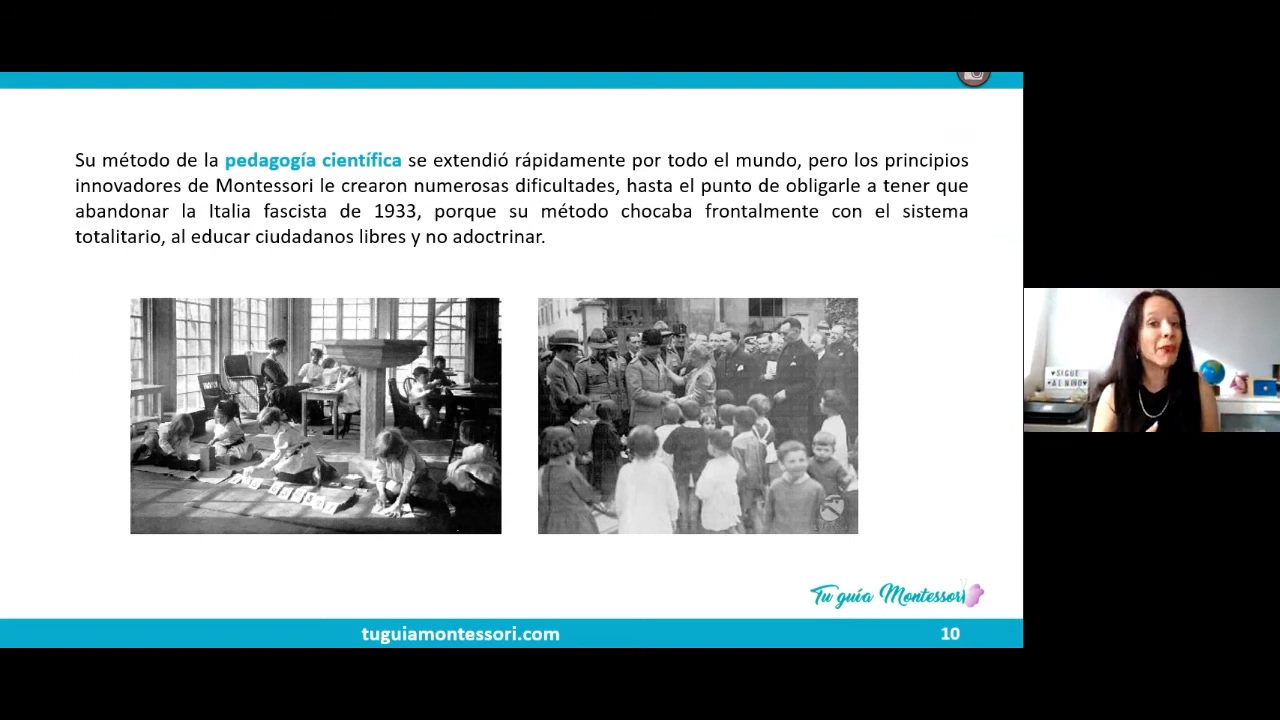 Su método de la pedagogía científica se extendió rápidamente por todo el mundo, pero los principios
innovadores de Montessori le crearon numerosas dificultades, hasta el punto de obligarle a tener que
abandonar la Italia fascista de 1933, porque su método chocaba frontalmente con el sistema
totalitario, al educar ciudadanos libres y no adoctrinar.
♥SIGUE
AL NIÑO♥
Tu guía Montessori
tuguiamontessori.com
10